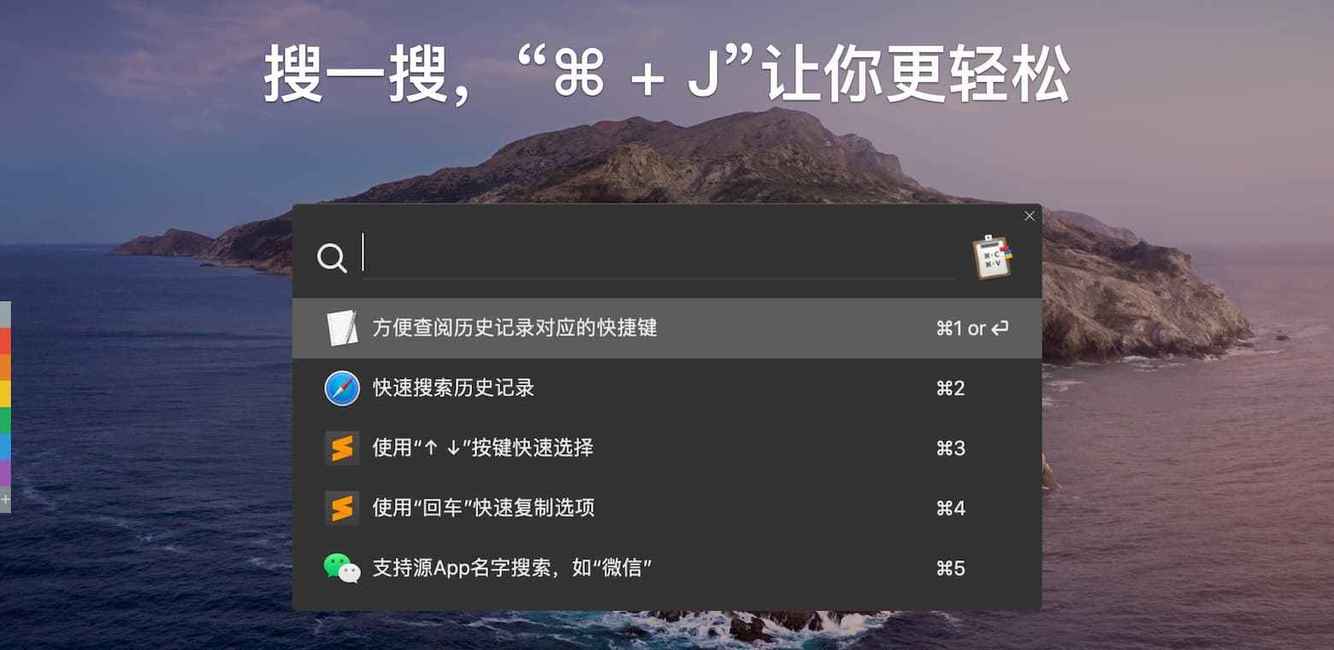 搜一搜，“⌘ + J”让你更轻松
方便查阅历史记录对应的快捷键 ⌘1 or ↩
快速搜索历史记录 ⌘2
使用“↑ ↓”按键快速选择 ⌘3
使用“回车”快速复制选项 ⌘4
支持源App名字搜索，如“微信” ⌘5